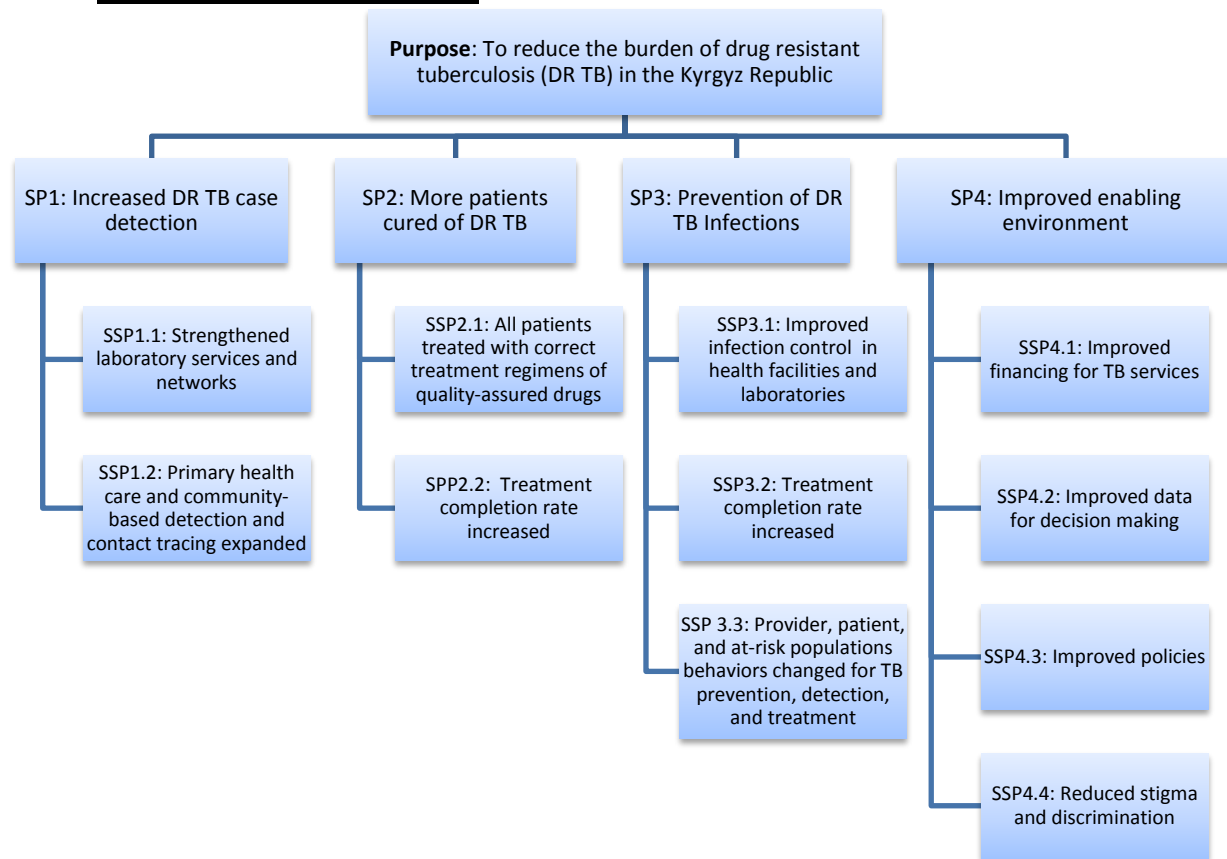 Purpose: To reduce the burden of drug resistant
tuberculosis (DR TB) in the Kyrgyz Republic
SP1: Increased DR TB case
detection
SSP1.1: Strengthened
laboratory services and
networks
SSP1.2: Primary health
care and community-
based detection and
contact tracing expanded
SP2: More patients
cured of DR TB
SSP2.1: All patients
treated with correct
treatment regimens of
quality-assured drugs
SPP2.2: Treatment
completion rate
increased
SP3: Prevention of DR
TB Infections
SSP3.1: Improved
infection control in
health facilities and
laboratories
SSP3.2: Treatment
completion rate
increased
SSP 3.3: Provider, patient,
and at-risk populations
behaviors changed for TB
prevention, detection,
and treatment
SP4: Improved enabling
environment
SSP4.1: Improved
financing for TB services
SSP4.2: Improved data
for decision making
SSP4.3: Improved policies
SSP4.4: Reduced stigma
and discrimination